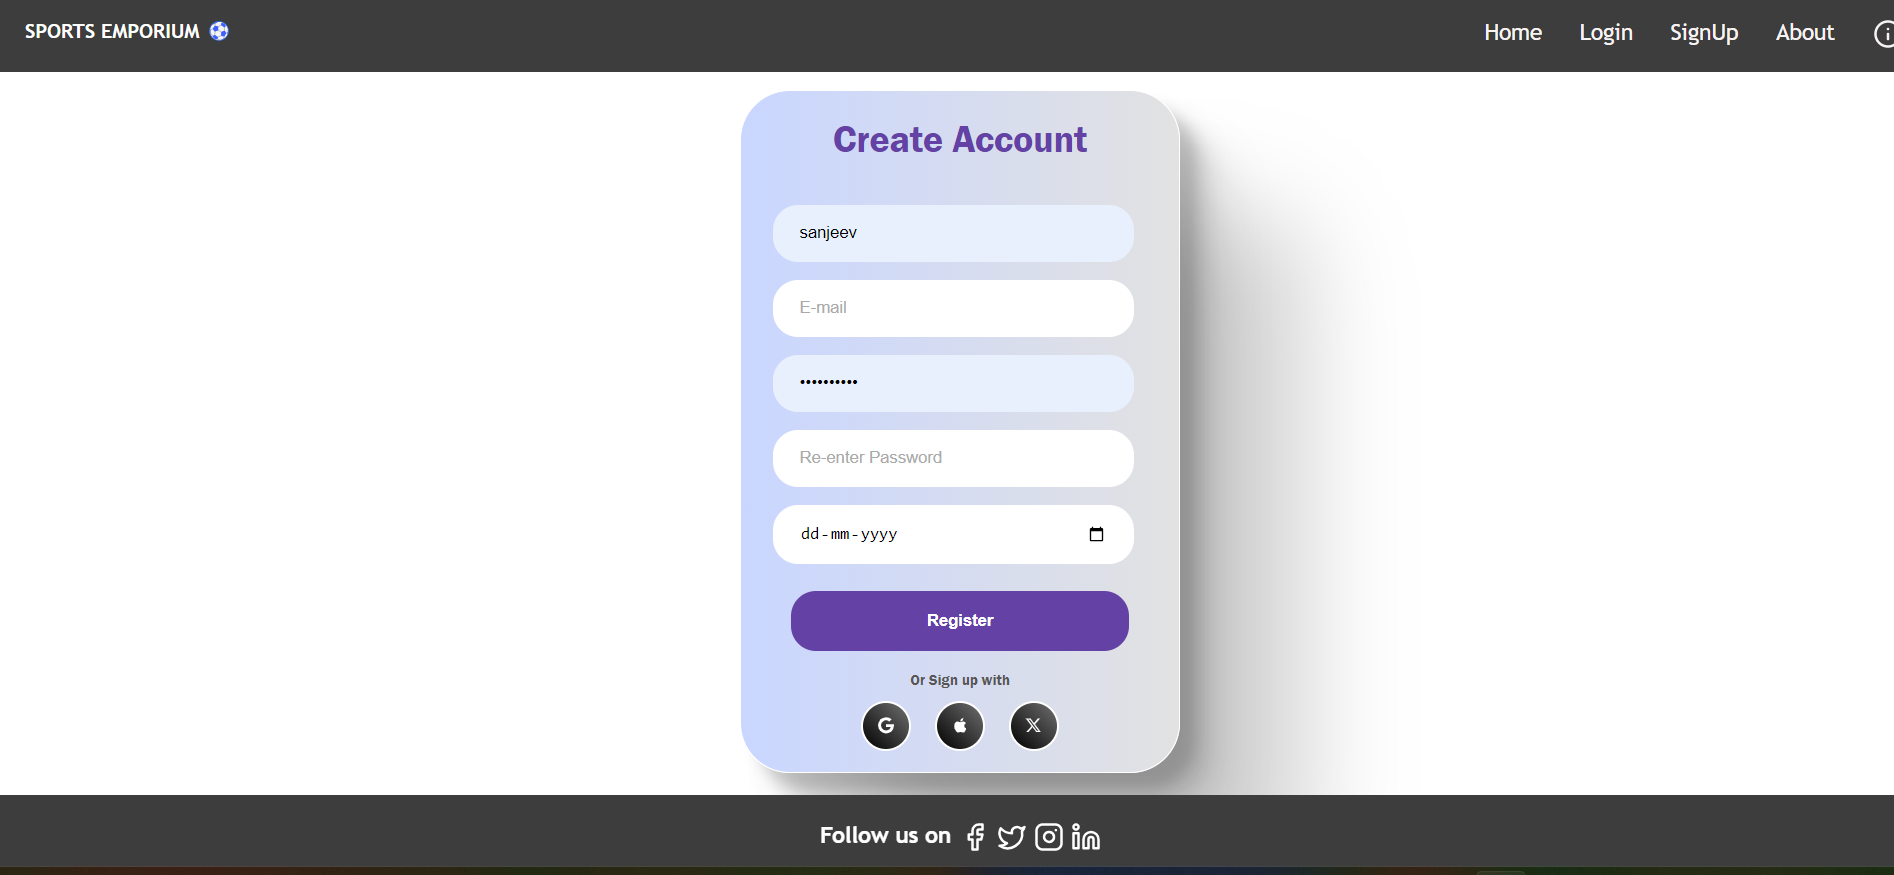 SPORTS EMPORIUM
Home Login SignUp About
Create Account
sanjeev
E-mail
••••••••••
Re-enter Password
dd-mm-yyyy
Register
Or Sign up with
Follow us on